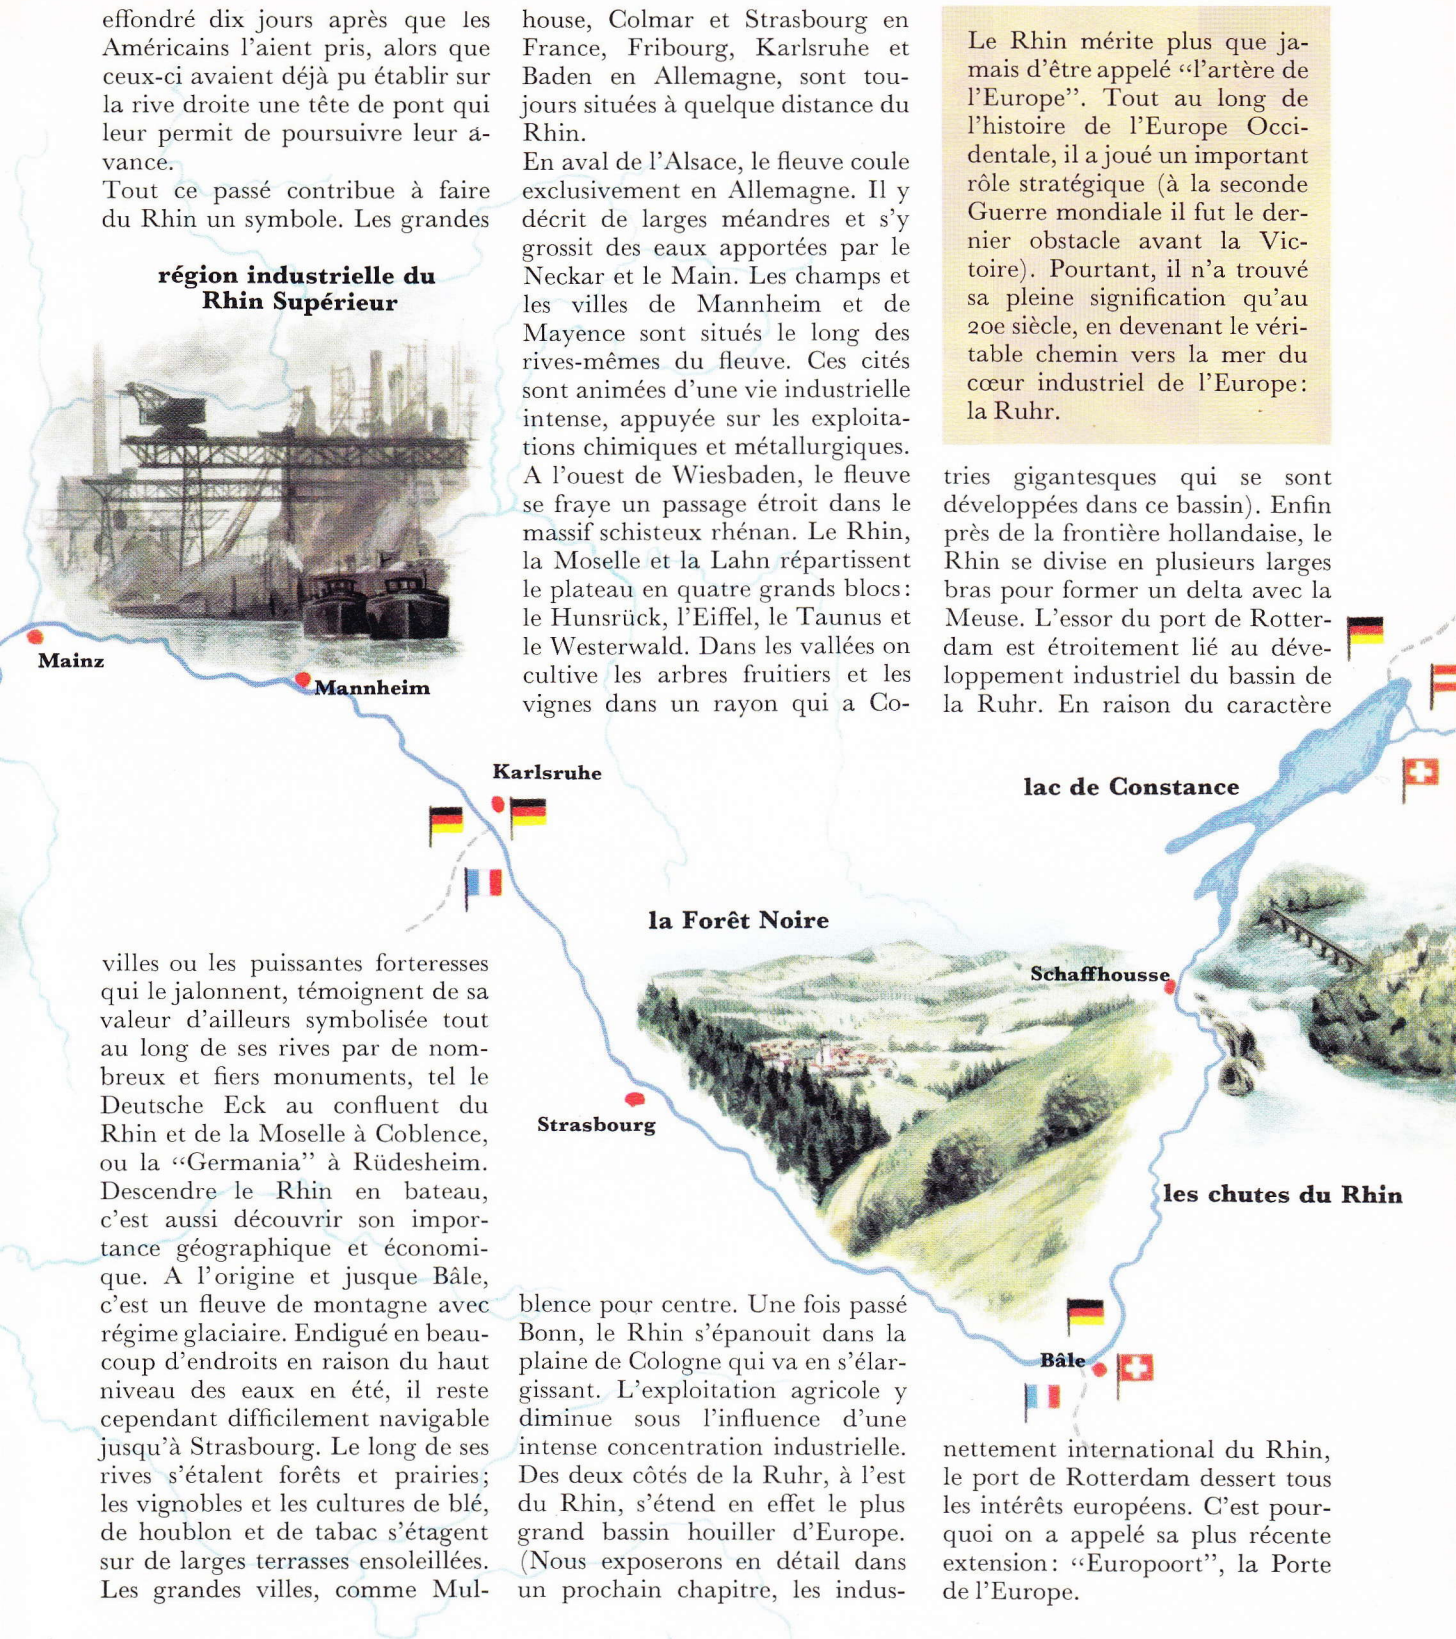 effondré dix jours après que les
Américains l'aient pris, alors que
ceux-ci avaient déjà pu établir sur
la rive droite une tête de pont qui
leur permit de poursuivre leur a-
vance.
Tout ce passé contribue à faire
du Rhin un symbole. Les grandes
région industrielle du
Rhin Supérieur
Mainz
Mannheim
villes ou les puissantes forteresses
qui le jalonnent, témoignent de sa
valeur d'ailleurs symbolisée tout
au long de ses rives par de nom-
breux et fiers monuments, tel le
Deutsche Eck au confluent du
Rhin et de la Moselle à Coblence,
ou la “Germania” à Rüdesheim.
Descendre le Rhin en bateau,
c'est aussi découvrir son impor-
tance géographique et économi-
que. A l'origine et jusque Bâle,
c'est un fleuve de montagne avec
régime glaciaire. Endigué en beau-
coup d'endroits en raison du haut
niveau des eaux en été, il reste
cependant difficilement navigable
jusqu'à Strasbourg. Le long de ses
rives s'étalent forêts et prairies;
les vignobles et les cultures de blé,
de houblon et de tabac s'étagent
sur de larges terrasses ensoleillées.
Les grandes villes, comme Mul-
house, Colmar et Strasbourg en
France, Fribourg, Karlsruhe et
Baden en Allemagne, sont tou-
jours situées à quelque distance du
Rhin.
En aval de l'Alsace, le fleuve coule
exclusivement en Allemagne. Il y
décrit de larges méandres et s'y
grossit des eaux apportées par le
Neckar et le Main. Les champs et
les villes de Mannheim et de
Mayence sont situés le long des
rives-mêmes du fleuve. Ces cités
sont animées d'une vie industrielle
intense, appuyée sur les exploita-
tions chimiques et métallurgiques.
A l'ouest de Wiesbaden, le fleuve
se fraye un passage étroit dans le
massif schisteux rhénan. Le Rhin,
la Moselle et la Lahn répartissent
le plateau en quatre grands blocs:
le Hunsrück, l'Eiffel, le Taunus et
le Westerwald. Dans les vallées on
cultive les arbres fruitiers et les
vignes dans un rayon qui a Co-
Karlsruhe
la Forêt Noire
Strasbourg
blence pour centre. Une fois passé
Bonn, le Rhin s'épanouit dans la
plaine de Cologne qui va en s'élar-
gissant. L'exploitation agricole y
diminue sous l'influence d'une
intense concentration industrielle.
Des deux côtés de la Ruhr, à l'est
du Rhin, s'étend en effet le plus
grand bassin houiller d'Europe.
(Nous exposerons en détail dans
un prochain chapitre, les indus-
Le Rhin mérite plus que ja-
mais d'être appelé “l'artère de
l'Europe”. Tout au long de
l'histoire de l'Europe Occi-
dentale, il a joué un important
rôle stratégique (à la seconde
Guerre mondiale il fut le der-
nier obstacle avant la Vic-
toire). Pourtant, il n'a trouvé
sa pleine signification qu'au
20e siècle, en devenant le véri-
table chemin vers la mer du
cœur industriel de l'Europe:
la Ruhr.
tries gigantesques qui se sont
développées dans ce bassin). Enfin
près de la frontière hollandaise, le
Rhin se divise en plusieurs larges
bras pour former un delta avec la
Meuse. L'essor du port de Rotter-
dam est étroitement lié au déve-
loppement industriel du bassin de
la Ruhr. En raison du caractère
lac de Constance
Schaffhousse
les chutes du Rhin
Bâle
nettement international du Rhin,
le port de Rotterdam dessert tous
les intérêts européens. C'est pour-
quoi on a appelé sa plus récente
extension: “Europoort”, la Porte
de l'Europe.